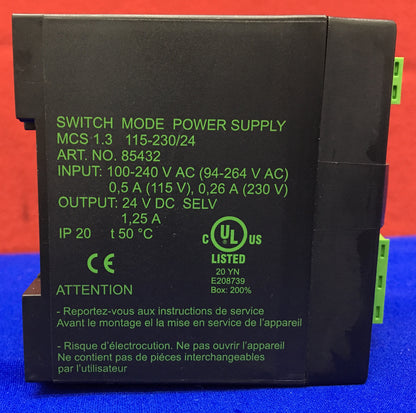 SWITCH MODE POWER SUPPLY
MCS 1.3 115-230/24
ART. NO. 85432
INPUT: 100-240 V AC (94-264 V AC)
0,5 A (115 V), 0,26 A (230 V)
OUTPUT: 24 V DC SELV
1,25 A
IP 20 t 50 °C
C UL US
LISTED
20 YN
E208739
Box: 200%
CE
ATTENTION
- Reportez-vous aux instructions de service
Avant le montage el la mise en service de l'appareil
- Risque d'électrocution. Ne pas ouvrir l'appareil
Ne contient pas de piéces interchangeables
par l'utilisateur